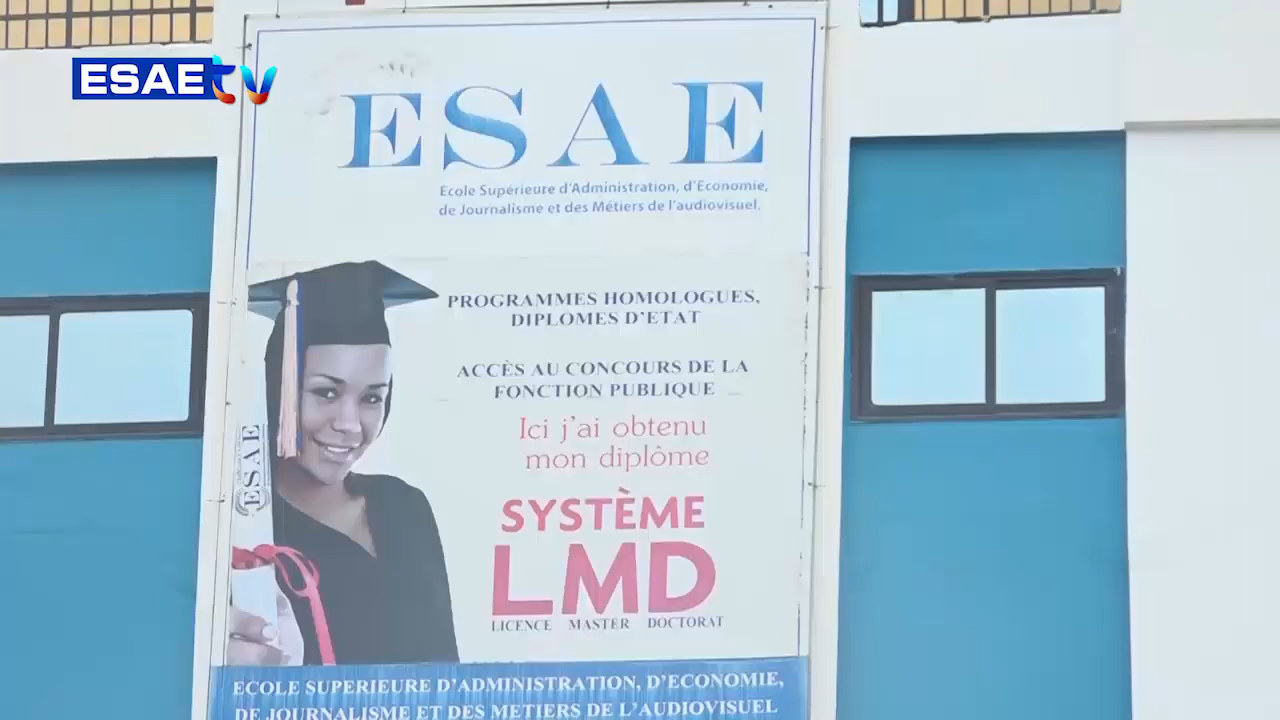 ESAEtv
ESAE
Ecole Supérieure d'Administration, d'Economie,
de Journalisme et des Métiers de l'audiovisuel.
PROGRAMMES HOMOLOGUES,
DIPLOMES D'ETAT
ACCÈS AU CONCOURS DE LA
FONCTION PUBLIQUE
Ici j'ai obtenu
mon diplôme
ESAE
SYSTÈME
LMD
LICENCE MASTER DOCTORAT
ECOLE SUPERIEURE D'ADMINISTRATION, D'ECONOMIE,
DE JOURNALISME ET DES METIERS DE L'AUDIOVISUEL